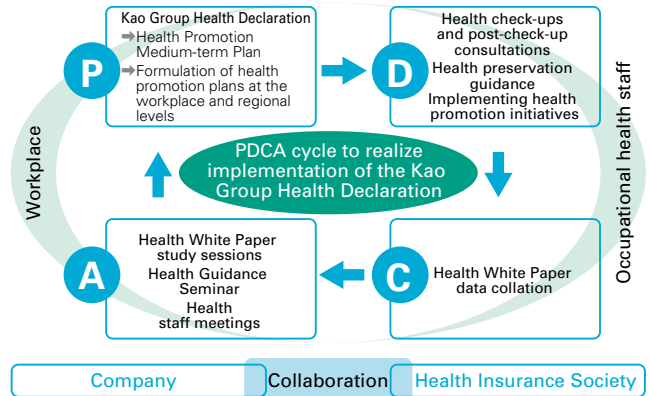 Kao Group Health Declaration
➡Health Promotion
Medium-term Plan
➡Formulation of health
promotion plans at the
workplace and regional
levels
P
Health check-ups
and post-check-up
consultations
Health preservation
guidance
Implementing health
promotion initiatives
D
Workplace
PDCA cycle to realize
implementation of the Kao
Group Health Declaration
Occupational health staff
A
Health White Paper
study sessions
Health Guidance
Seminar
Health
staff meetings
C
Health White Paper
data collation
Company
Collaboration
Health Insurance Society